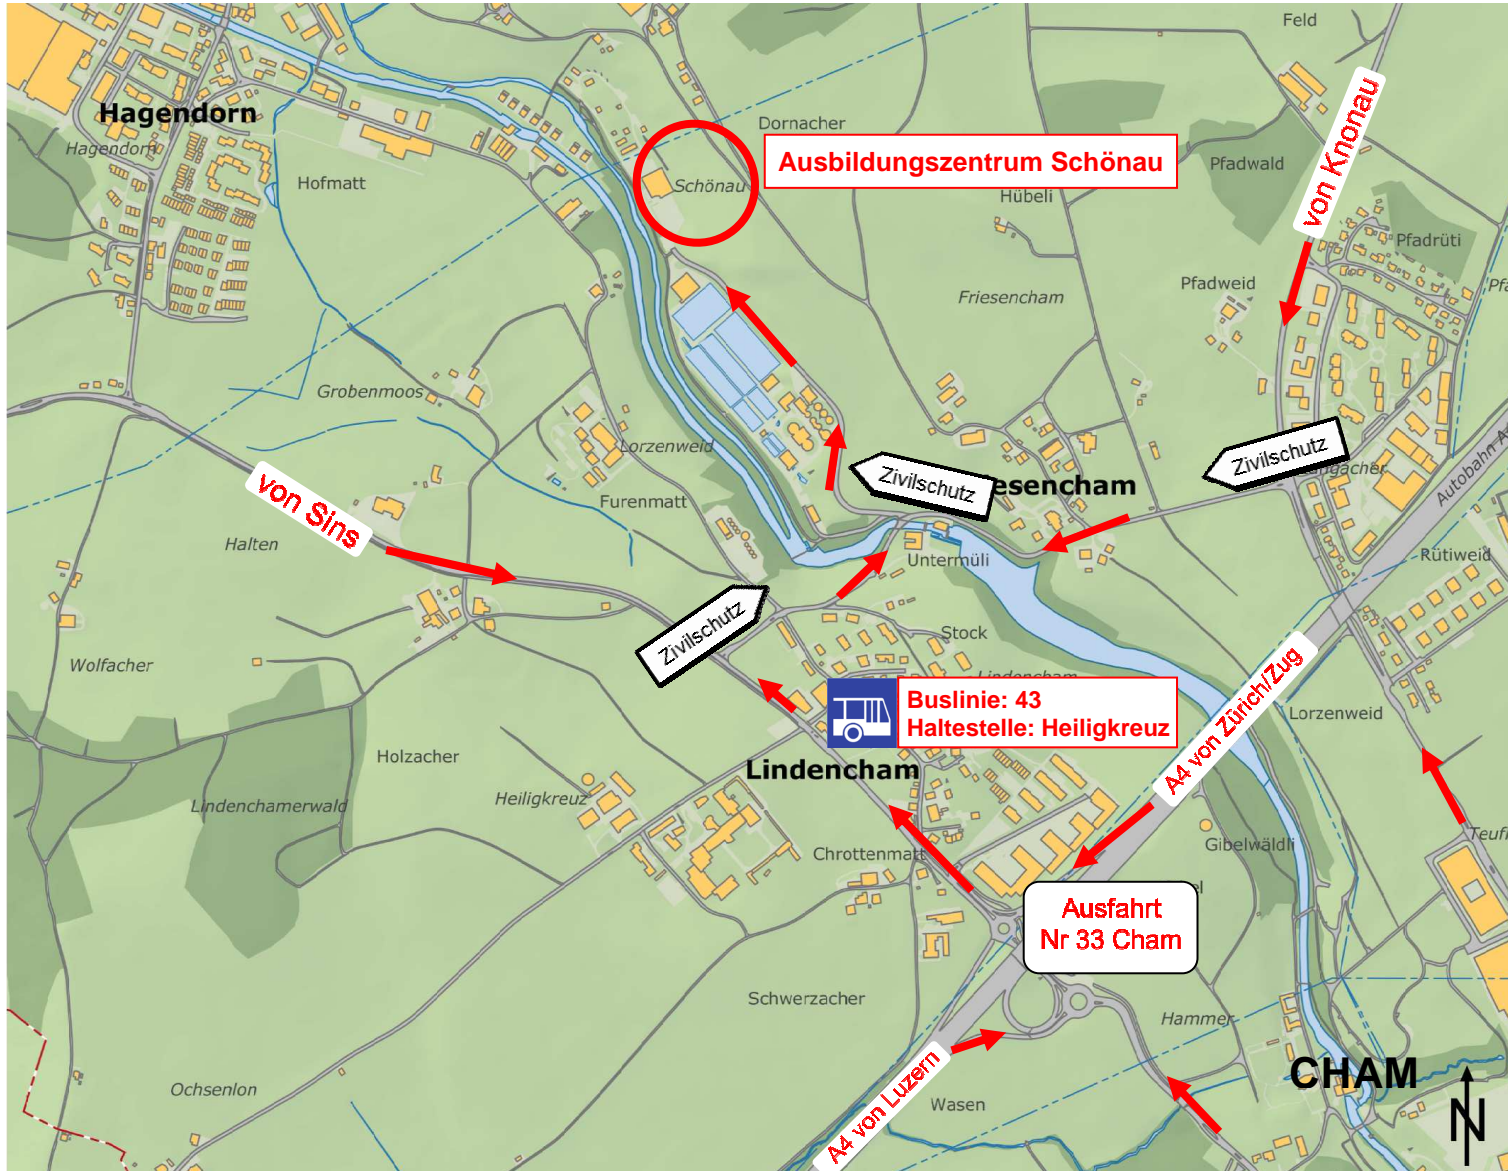 Feld
Hagendorn
Hagendorn
Hofmatt
Dornacher
Ausbildungszentrum Schönau
Schönau
Pfadwald
Hübeli
von Knonau
Pfadrüti
Pfadweid
Friesencham
Grobenmoos
Lorzenweid
von Sins
Furenmatt
Halten
Zivilschutz
esencham
Zivilschutz
Autobahn A
Untermüli
Rütiweid
Zivilschutz
Stock
Lindencham
Wolfacher
Buslinie: 43
Haltestelle: Heiligkreuz
A4 von Zürich/Zug
Lorzenweid
Holzacher
Lindencham
Lindenchamerwald
Heiligkreuz
Chrottenmatt
Gibelwäldli
Teufl
Ausfahrt
Nr 33 Cham
Schwerzacher
Hammer
A4 von Luzern
Wasen
CHAM
Ochsenlon
N